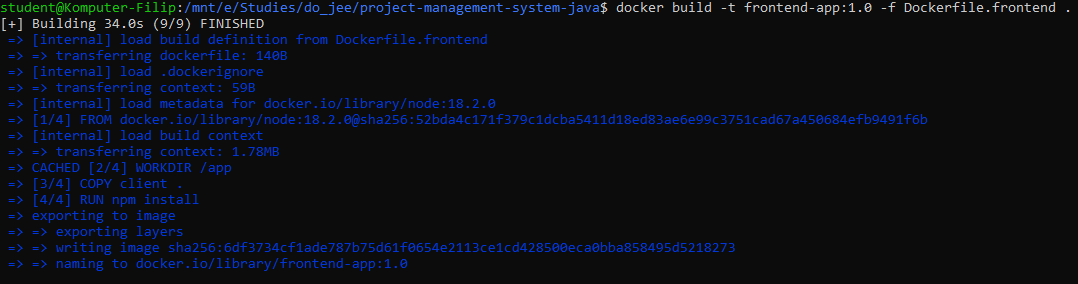 student@Komputer-Filip:/mnt/e/Studies/do_jee/project-management-system-java$ docker build -t frontend-app:1.0 -f Dockerfile.frontend .
[+] Building 34.0s (9/9) FINISHED
=> [internal] load build definition from Dockerfile.frontend
=> => transferring dockerfile: 140B
=> [internal] load .dockerignore
=> => transferring context: 59B
=> [internal] load metadata for docker.io/library/node:18.2.0
=> [1/4] FROM docker.io/library/node:18.2.0@sha256:52bda4c171f379c1dcba5411d18ed83ae6e99c3751cad67a450684efb9491f6b
=> [internal] load build context
=> => transferring context: 1.78MB
=> CACHED [2/4] WORKDIR /app
=> [3/4] COPY client .
=> [4/4] RUN npm install
=> exporting to image
=> => exporting layers
=> => writing image sha256:6df3734cf1ade787b75d61f0654e2113ce1cd428500eca0bba858495d5218273
=> => naming to docker.io/library/frontend-app:1.0